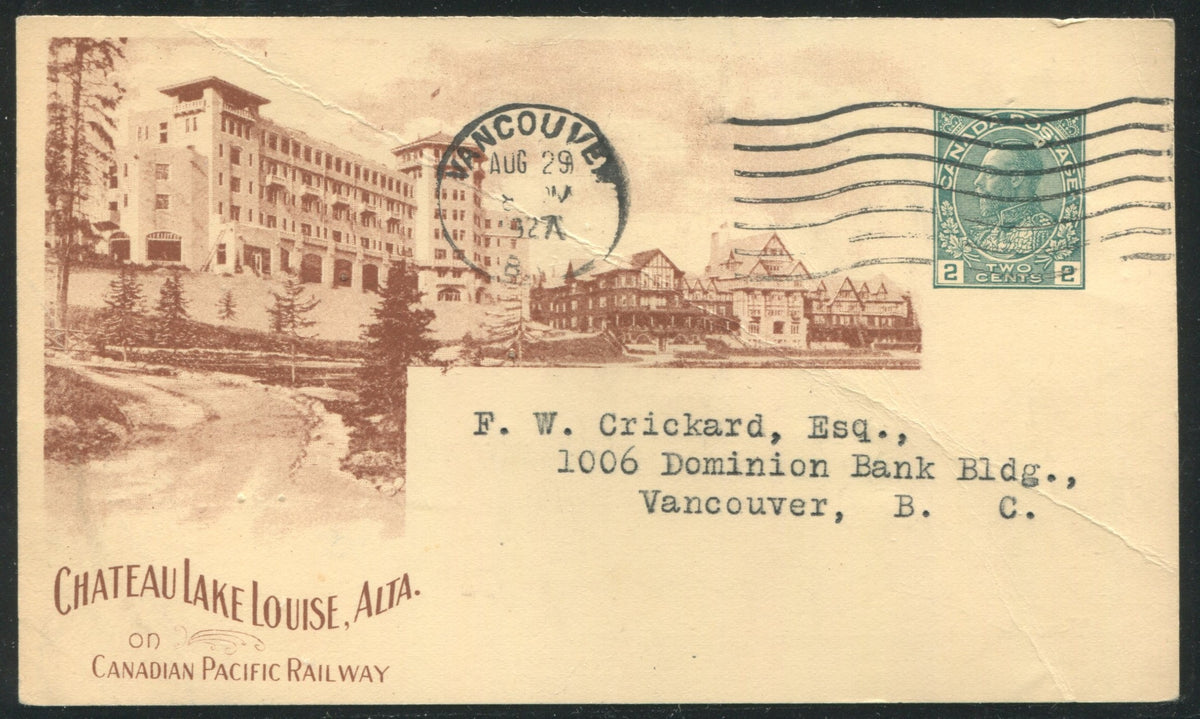 VANCOUVER
AUG 29
CANADA POSTAGE
2 TWO CENTS 2
F. W. Crickard, Esq.,
1006 Dominion Bank Bldg.,
Vancouver, B. C.
CHATEAU LAKE LOUISE, ALTA.
on
CANADIAN PACIFIC RAILWAY